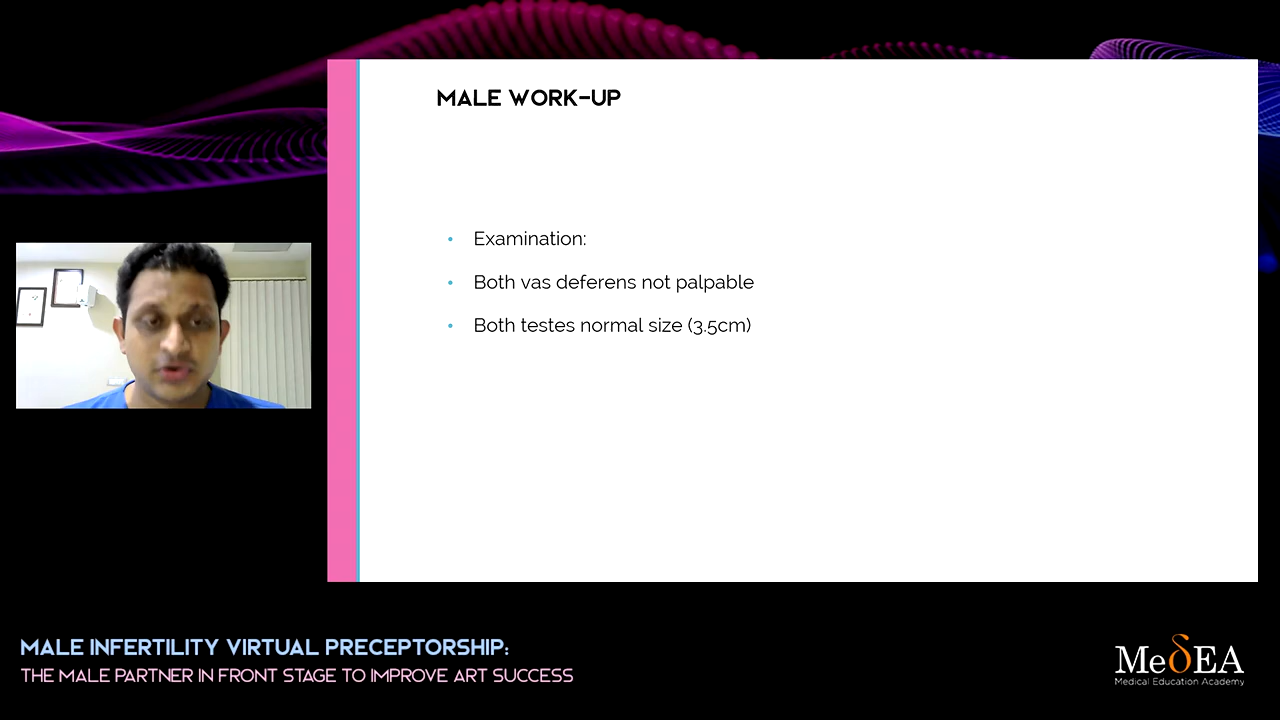 MALE WORK-UP
• Examination:
• Both vas deferens not palpable
• Both testes normal size (3.5cm)
MALE INFERTILITY VIRTUAL PRECEPTORSHIP:
THE MALE PARTNER IN FRONT STAGE TO IMPROVE ART SUCCESS
MeδEA
Medical Education Academy